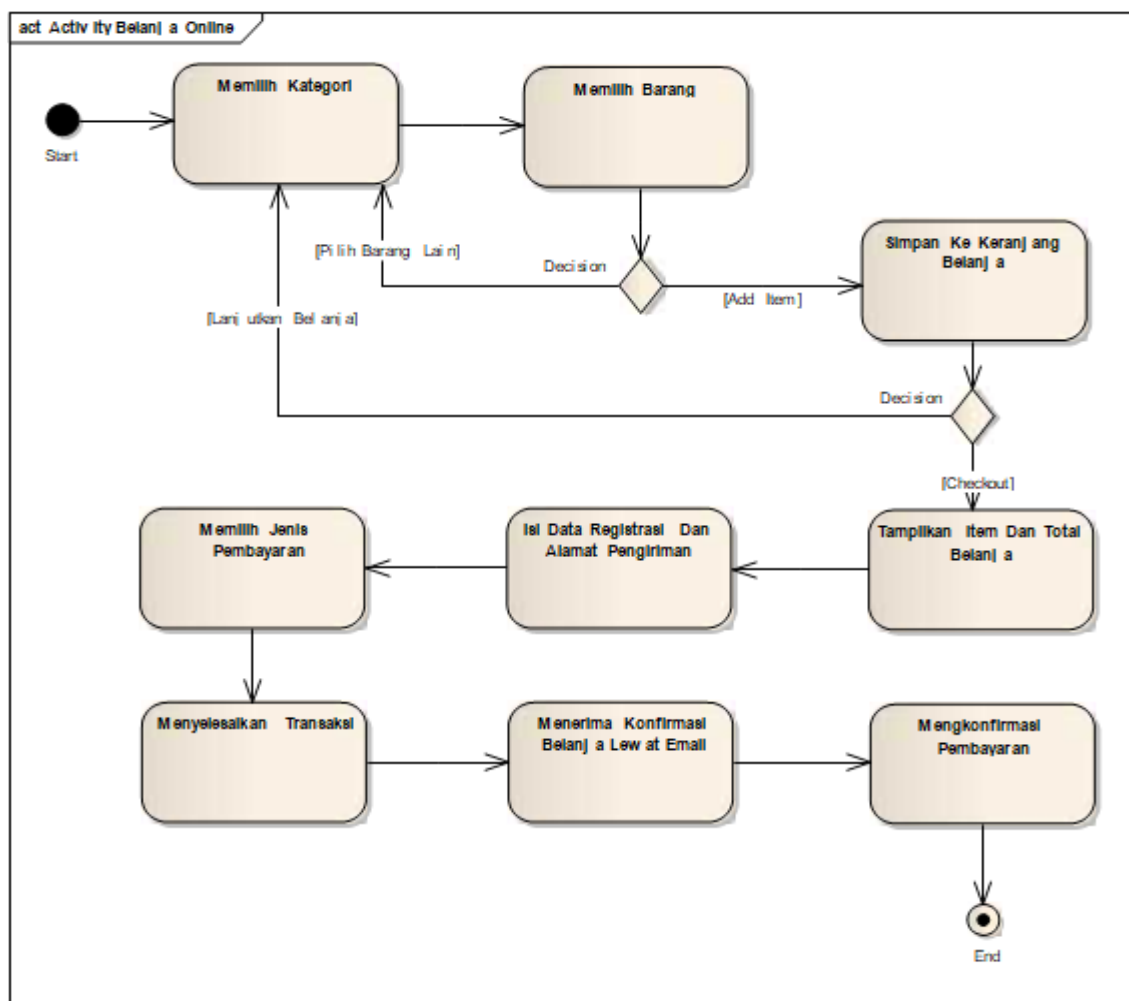 act Activity Belanja Online
Memilih Kategori
Memilih Barang
Start
[Pilih Barang Lain]
Decision
[Add Item]
Simpan Ke Keranjang
Belanja
[Lanjutkan Belanja]
Decision
[Checkout]
Memilih Jenis
Pembayaran
Isi Data Registrasi Dan
Alamat Pengiriman
Tampilkan Item Dan Total
Belanja
Menyelesaikan Transaksi
Menerima Konfirmasi
Belanja Lewat Email
Mengkonfirmasi
Pembayaran
End